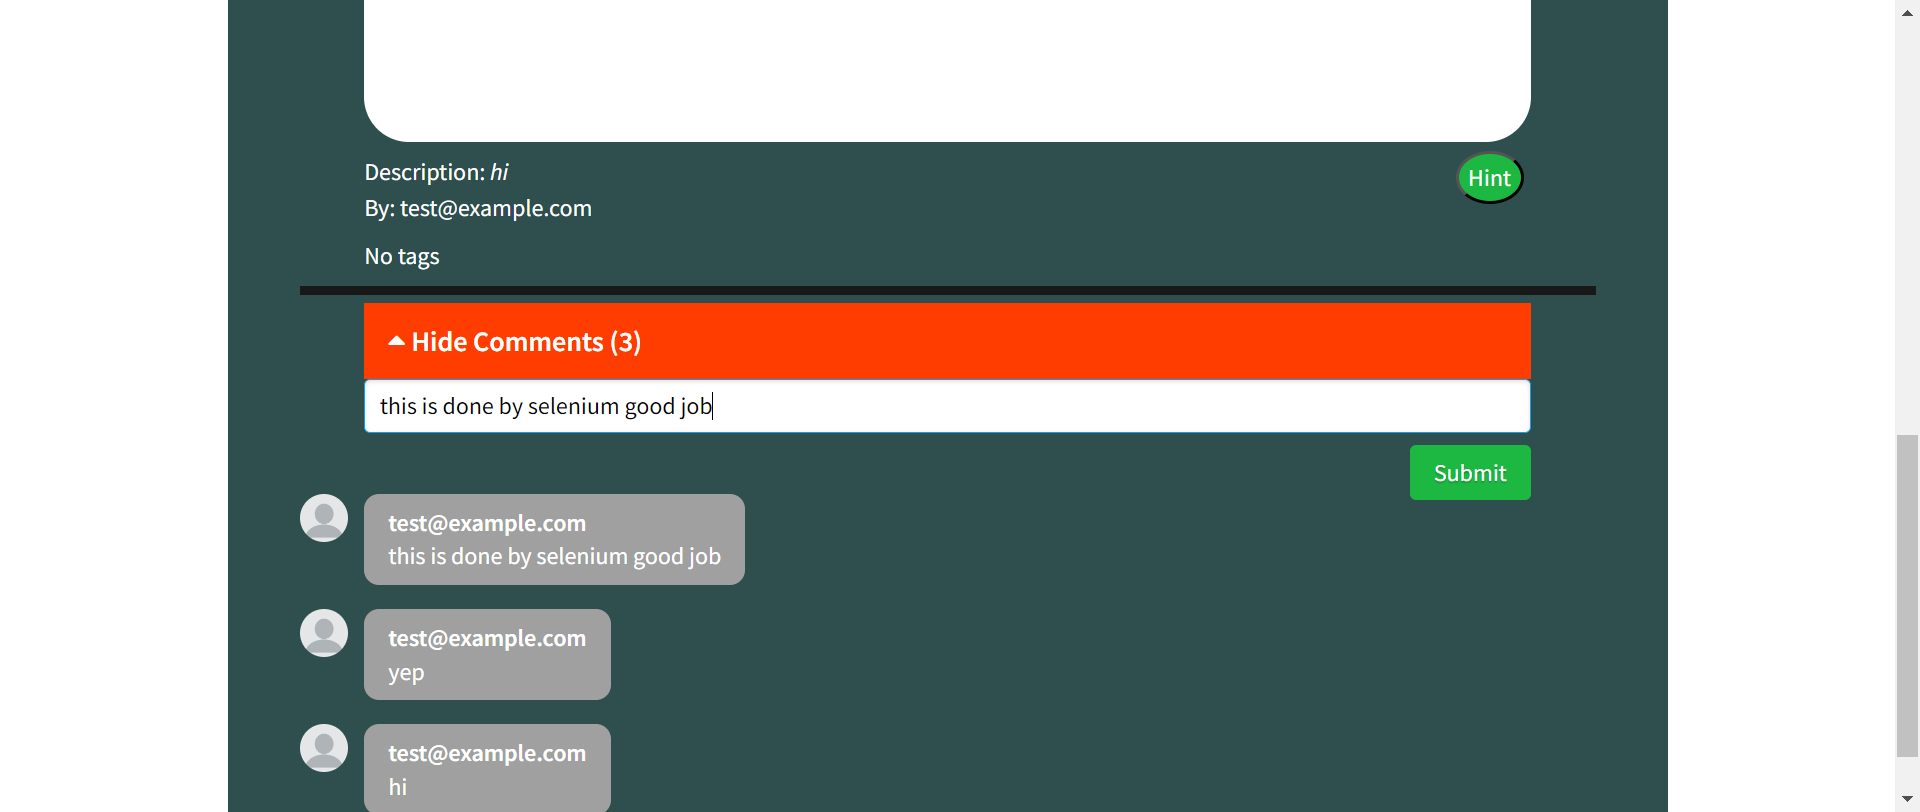 Description: hi
Hint
By: test@example.com
No tags
Hide Comments (3)
this is done by selenium good job
Submit
test@example.com
this is done by selenium good job
test@example.com
yep
test@example.com
hi